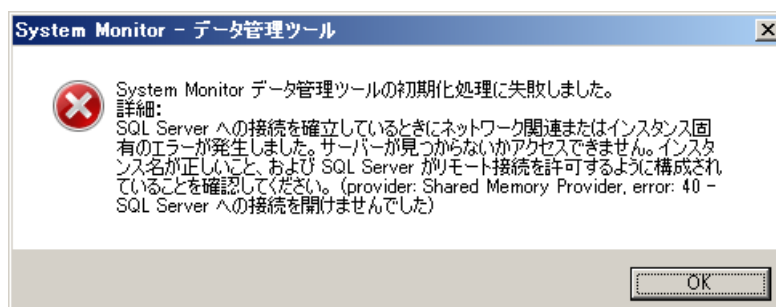 System Monitor - データ管理ツール
System Monitor データ管理ツールの初期化処理に失敗しました。
詳細:
SQL Server への接続を確立しているときにネットワーク関連またはインスタンス固
有のエラーが発生しました。サーバーが見つからないかアクセスできません。インスタ
ンス名が正しいこと、および SQL Server がリモート接続を許可するように構成され
ていることを確認してください。 (provider: Shared Memory Provider, error: 40 -
SQL Server への接続を開けませんでした)
OK